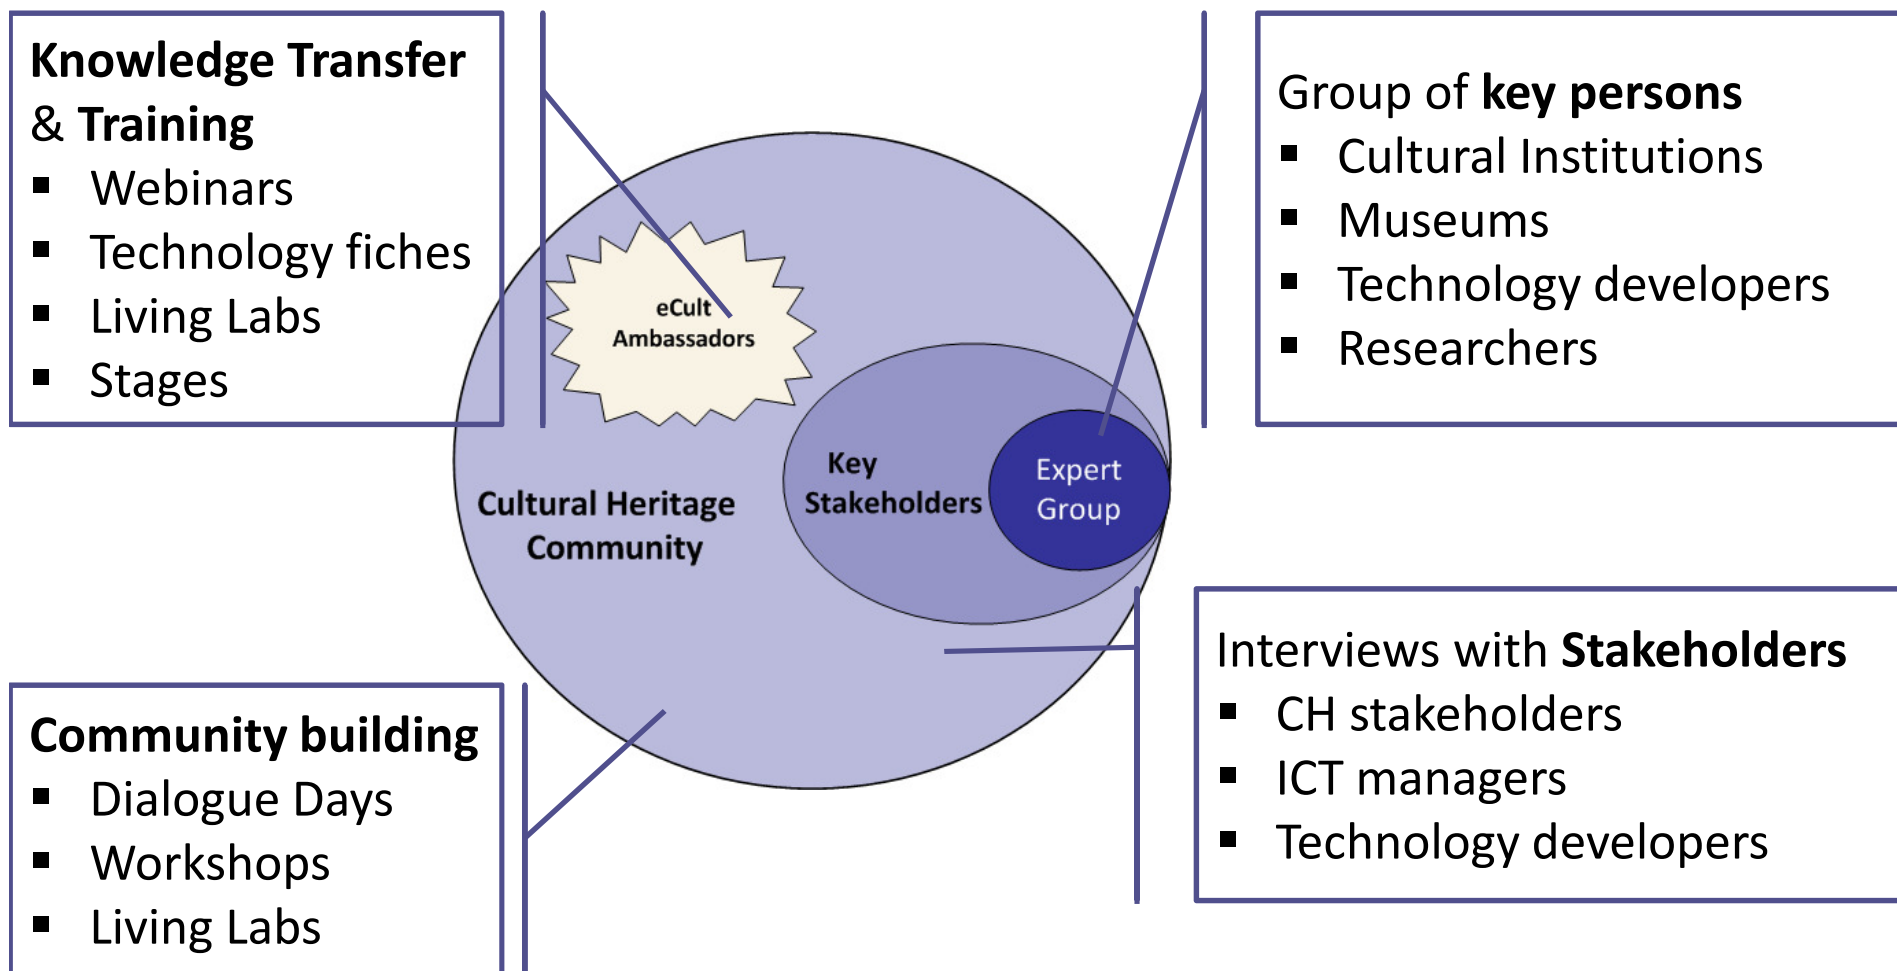 Knowledge Transfer
& Training
▪ Webinars
▪ Technology fiches
▪ Living Labs
▪ Stages
Group of key persons
▪ Cultural Institutions
▪ Museums
▪ Technology developers
▪ Researchers
eCult
Ambassadors
Key
Stakeholders
Expert
Group
Cultural Heritage
Community
Community building
▪ Dialogue Days
▪ Workshops
▪ Living Labs
Interviews with Stakeholders
▪ CH stakeholders
▪ ICT managers
▪ Technology developers